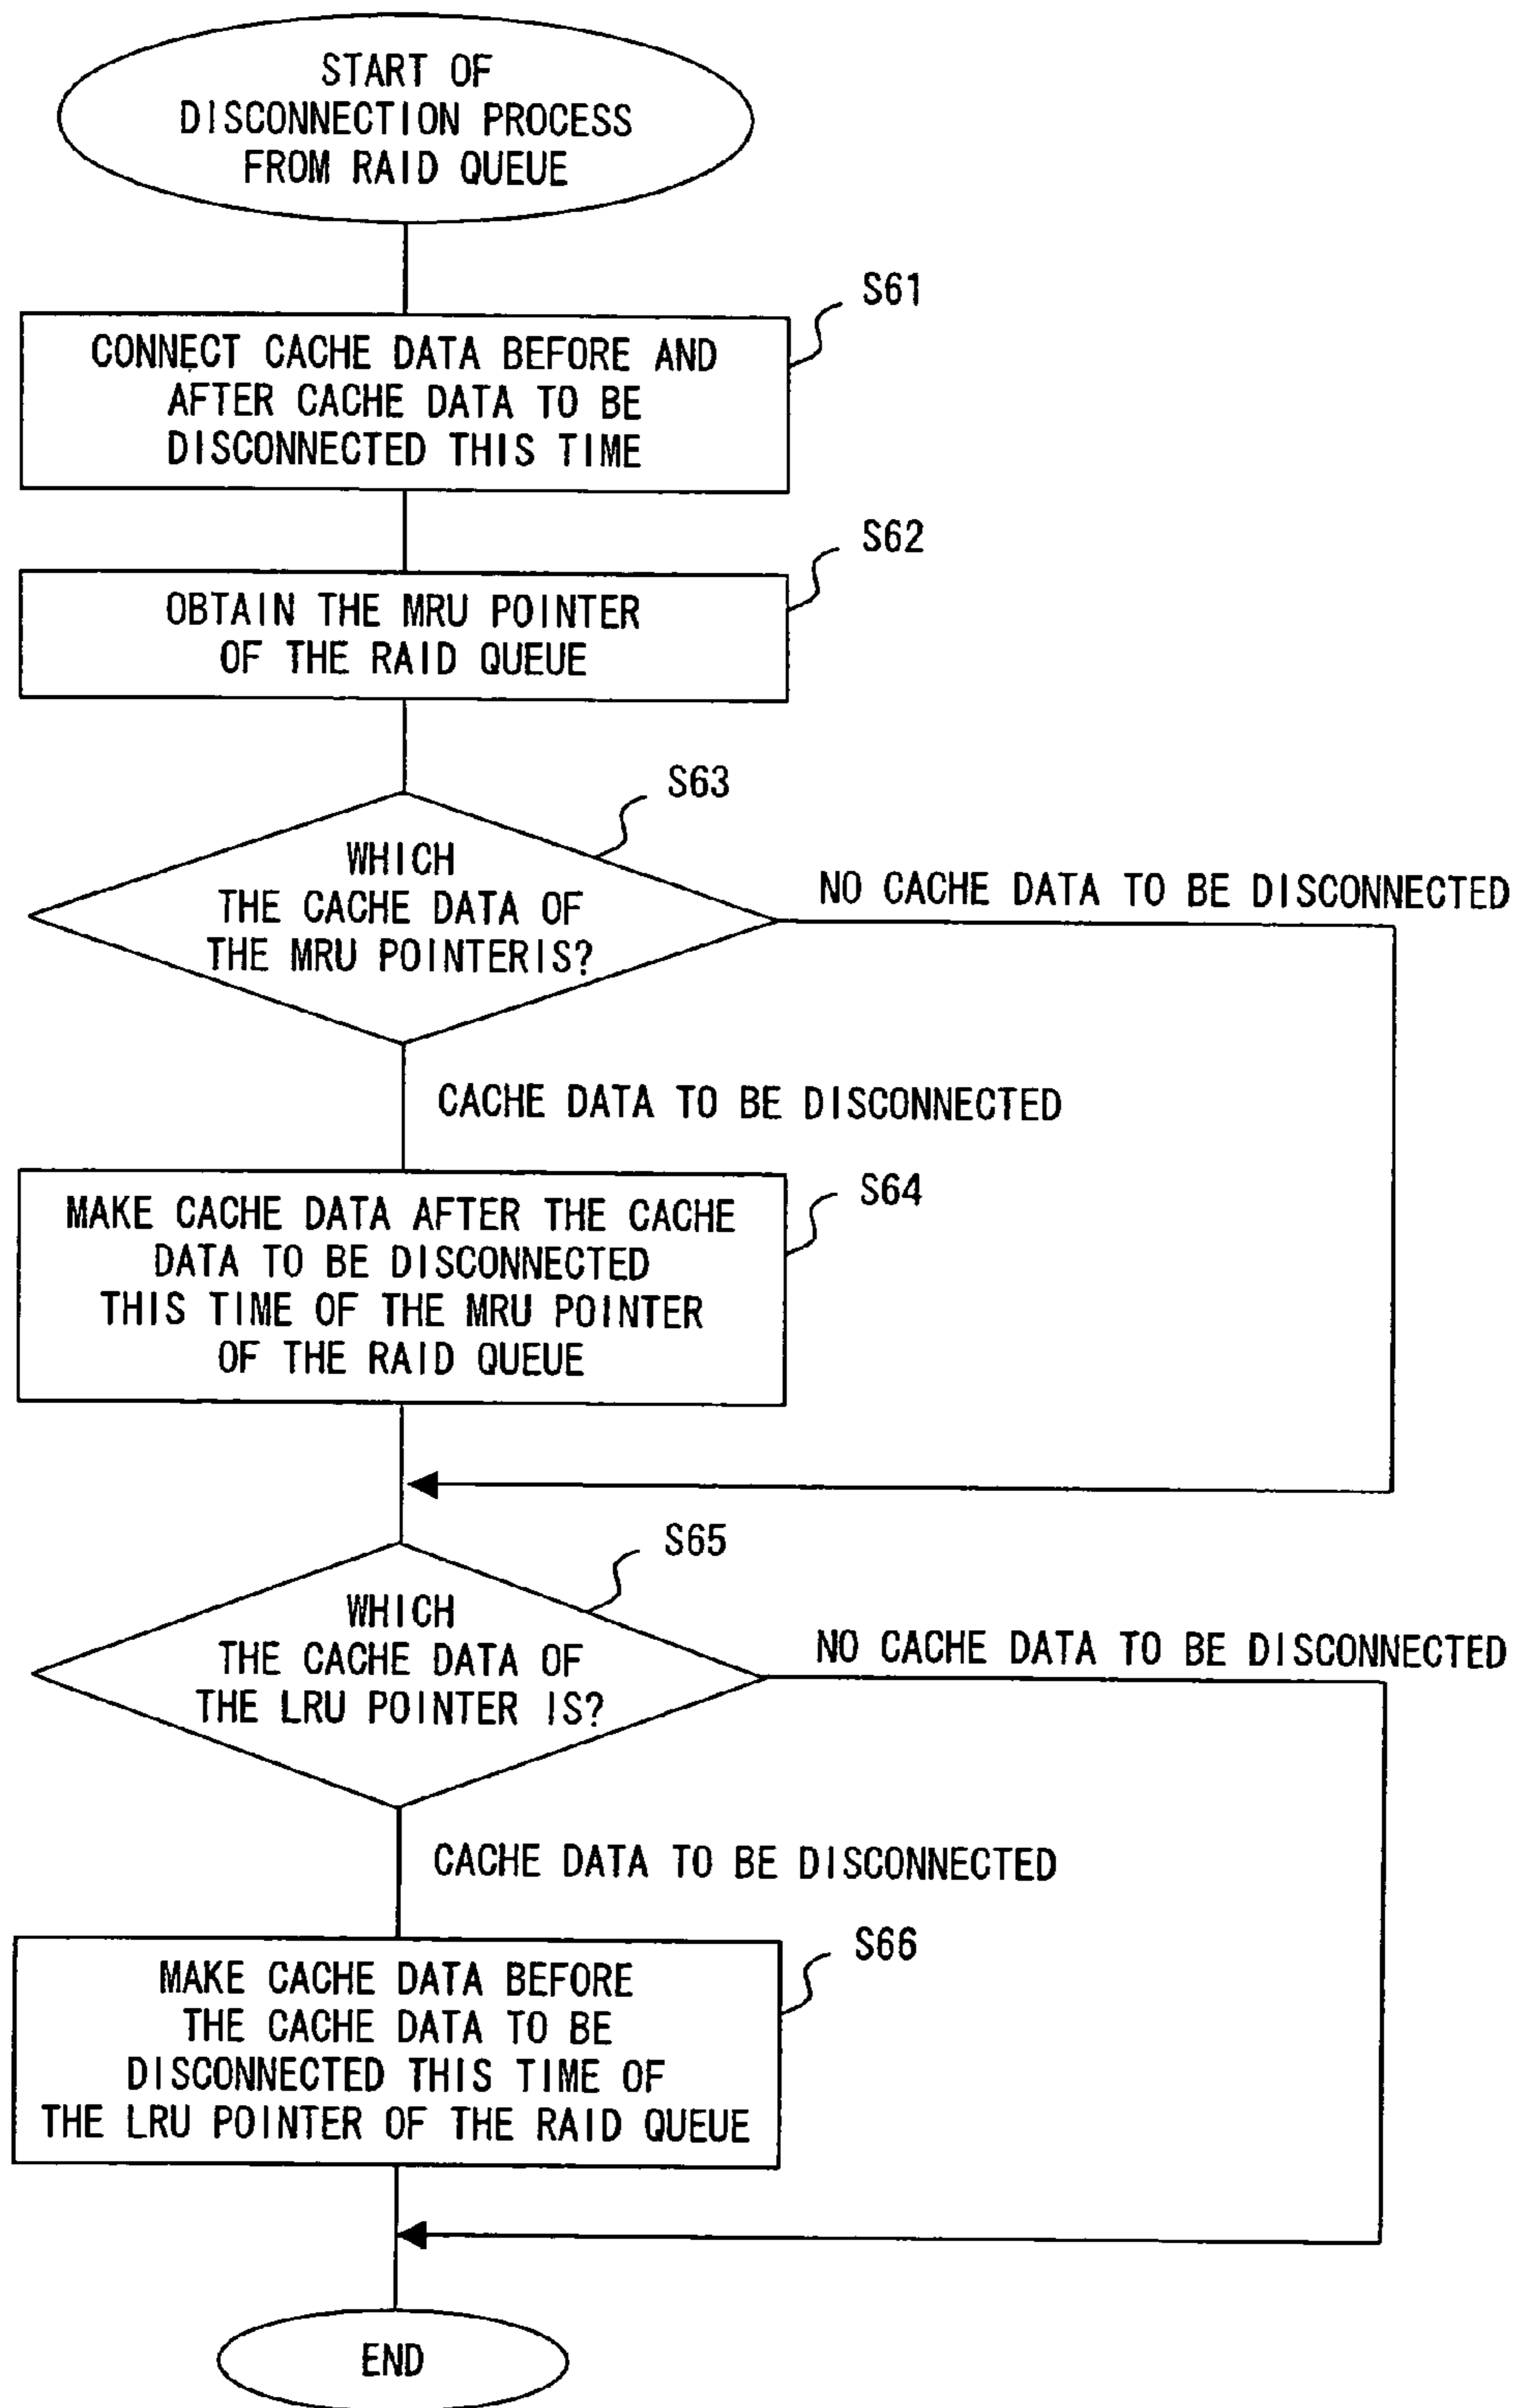 START OF
DISCONNECTION PROCESS
FROM RAID QUEUE
S61
CONNECT CACHE DATA BEFORE AND
AFTER CACHE DATA TO BE
DISCONNECTED THIS TIME
S62
OBTAIN THE MRU POINTER
OF THE RAID QUEUE
S63
WHICH
THE CACHE DATA OF
THE MRU POINTERIS?
NO CACHE DATA TO BE DISCONNECTED
CACHE DATA TO BE DISCONNECTED
S64
MAKE CACHE DATA AFTER THE CACHE
DATA TO BE DISCONNECTED
THIS TIME OF THE MRU POINTER
OF THE RAID QUEUE
S65
WHICH
THE CACHE DATA OF
THE LRU POINTER IS?
NO CACHE DATA TO BE DISCONNECTED
CACHE DATA TO BE DISCONNECTED
S66
MAKE CACHE DATA BEFORE
THE CACHE DATA TO BE
DISCONNECTED THIS TIME OF
THE LRU POINTER OF THE RAID QUEUE
END